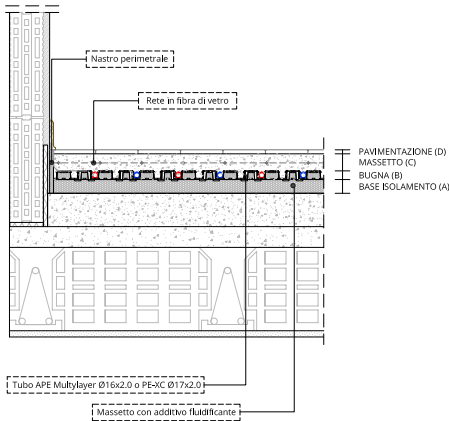 Nastro perimetrale
Rete in fibra di vetro
PAVIMENTAZIONE (D)
MASSETTO (C)
BUGNA (B)
BASE ISOLAMENTO (A)
Tubo APE Multylayer Ø16x2.0 o PE-XC Ø17x2.0
Massetto con additivo fluidificante